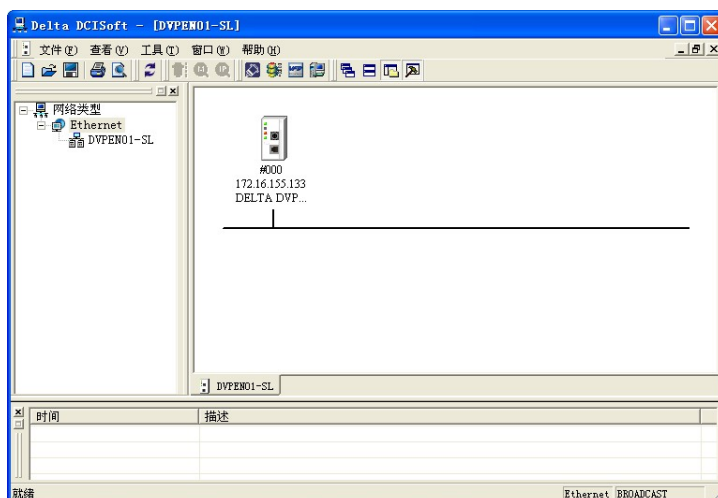 Delta DCISoft - [DVPEN01-SL]
文件(F) 查看(V) 工具(T) 窗口(W) 帮助(H)
网络类型
Ethernet
DVPEN01-SL
#000
172.16.155.133
DELTA DVP...
DVPEN01-SL
时间 描述
就绪 Ethernet BROADCAST